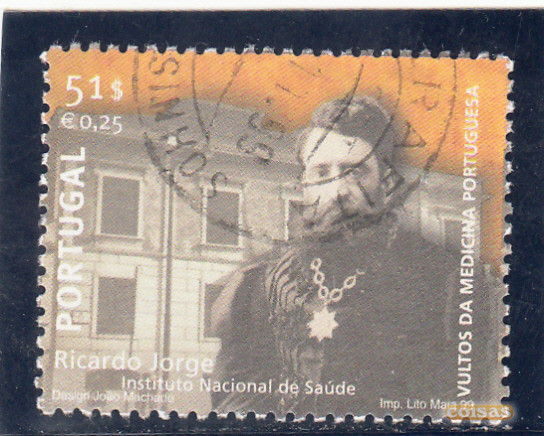 51$
€0,25
PORTUGAL
VULTOS DA MEDICINA PORTUGUESA
Ricardo Jorge
Instituto Nacional de Saúde
Design João Machado
Imp. Lito Maia 99
coisas